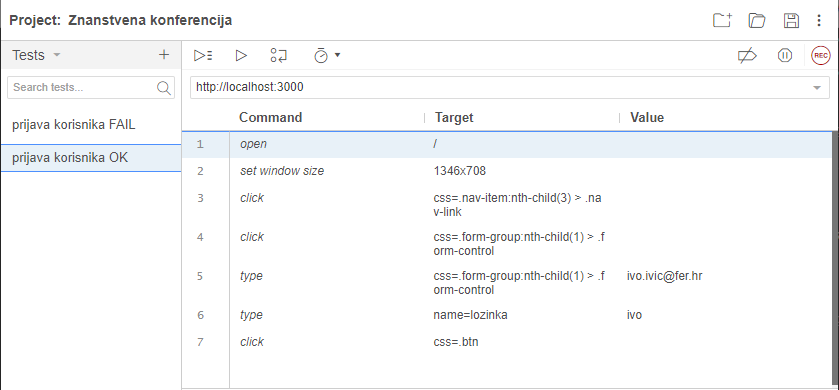 Project: Znanstvena konferencija
Tests
REC
Search tests...
http://localhost:3000
Command Target Value
prijava korisnika FAIL
prijava korisnika OK
1 open /
2 set window size 1346x708
3 click css=.nav-item:nth-child(3) > .na
v-link
4 click css=.form-group:nth-child(1) > .f
orm-control
5 type css=.form-group:nth-child(1) > .f ivo.ivic@fer.hr
orm-control
6 type name=lozinka ivo
7 click css=.btn